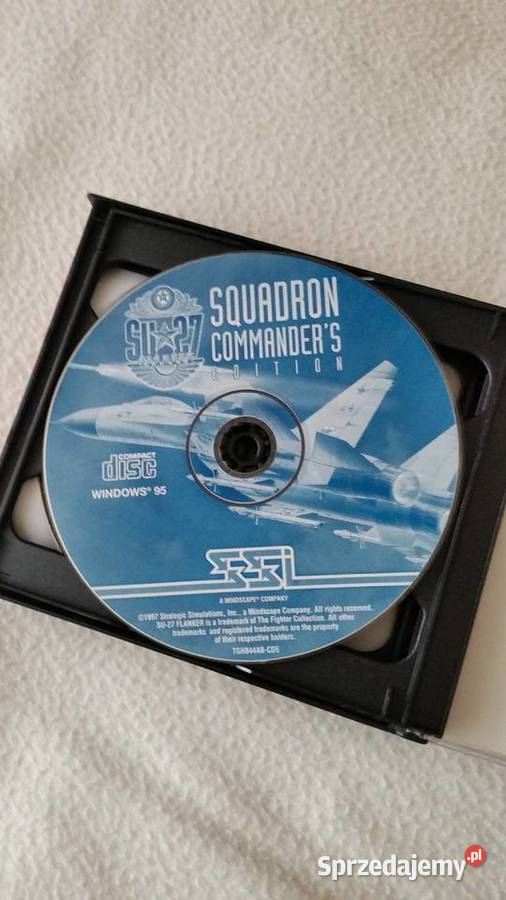 SU-27
FLANKER
SQUADRON
COMMANDER'S
EDITION
COMPACT
disc
WINDOWS® 95
SSI
A MINDSCAPE® COMPANY
©1997 Strategic Simulations, Inc., a Mindscape Company. All rights reserved.
SU-27 FLANKER is a trademark of The Fighter Collection. All other
trademarks and registered trademarks are the property
of their respective holders.
TGH844AB-CD5
Sprzedajemy.pl